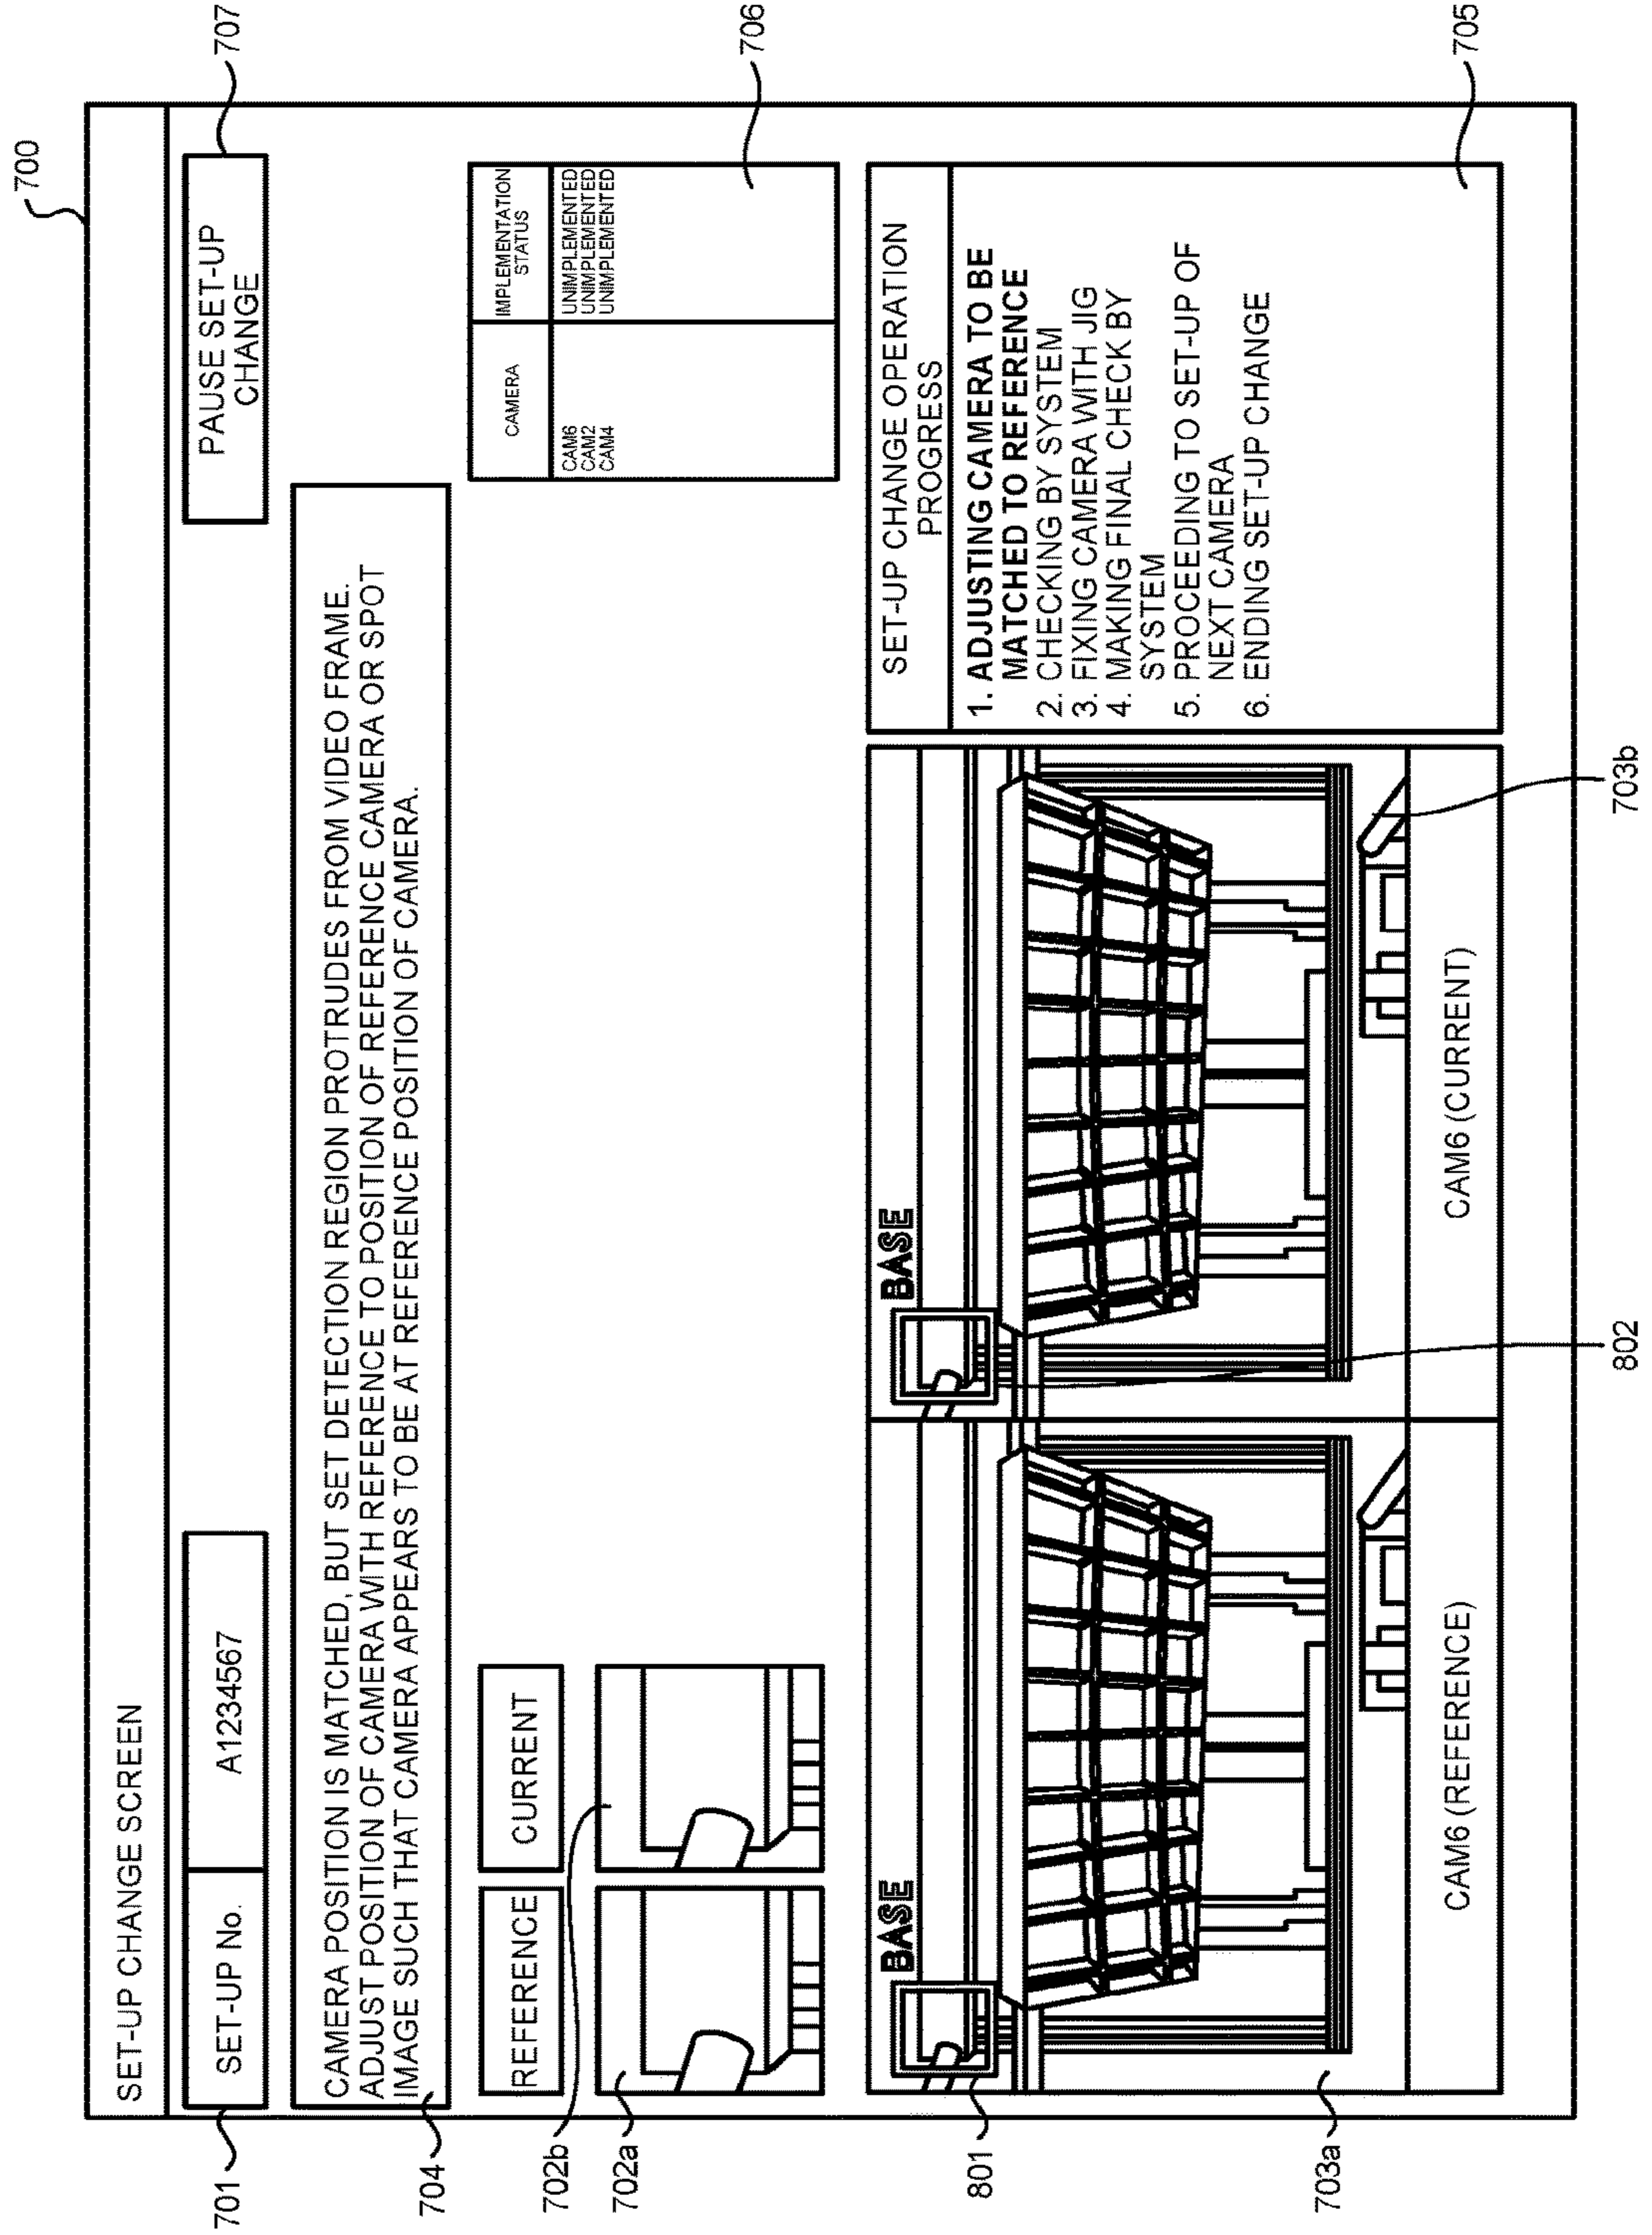 700
SET-UP CHANGE SCREEN
701
SET-UP No.
A1234567
PAUSE SET-UP
CHANGE
707
704
CAMERA POSITION IS MATCHED, BUT SET DETECTION REGION PROTRUDES FROM VIDEO FRAME.
ADJUST POSITION OF CAMERA WITH REFERENCE TO POSITION OF REFERENCE CAMERA OR SPOT
IMAGE SUCH THAT CAMERA APPEARS TO BE AT REFERENCE POSITION OF CAMERA.
702b
702a
REFERENCE
CURRENT
CAMERA
IMPLEMENTATION
STATUS
CAM6 UNIMPLEMENTED
CAM2 UNIMPLEMENTED
CAM4 UNIMPLEMENTED
706
801
BASE
BASE
802
703a
703b
CAM6 (REFERENCE)
CAM6 (CURRENT)
SET-UP CHANGE OPERATION
PROGRESS
1. ADJUSTING CAMERA TO BE
MATCHED TO REFERENCE
2. CHECKING BY SYSTEM
3. FIXING CAMERA WITH JIG
4. MAKING FINAL CHECK BY
SYSTEM
5. PROCEEDING TO SET-UP OF
NEXT CAMERA
6. ENDING SET-UP CHANGE
705